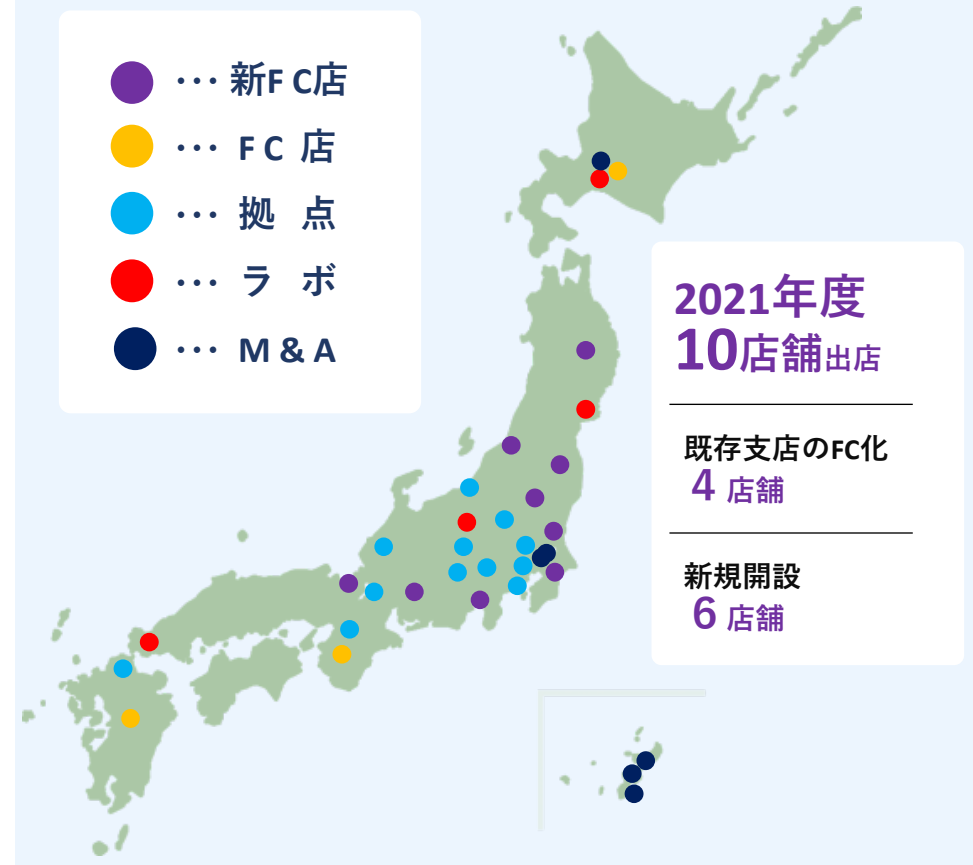 … 新FC店
… FC 店
… 拠 点
… ラ ボ
… M & A
2021年度
10店舗出店
既存支店のFC化
4 店舗
新規開設
6 店舗